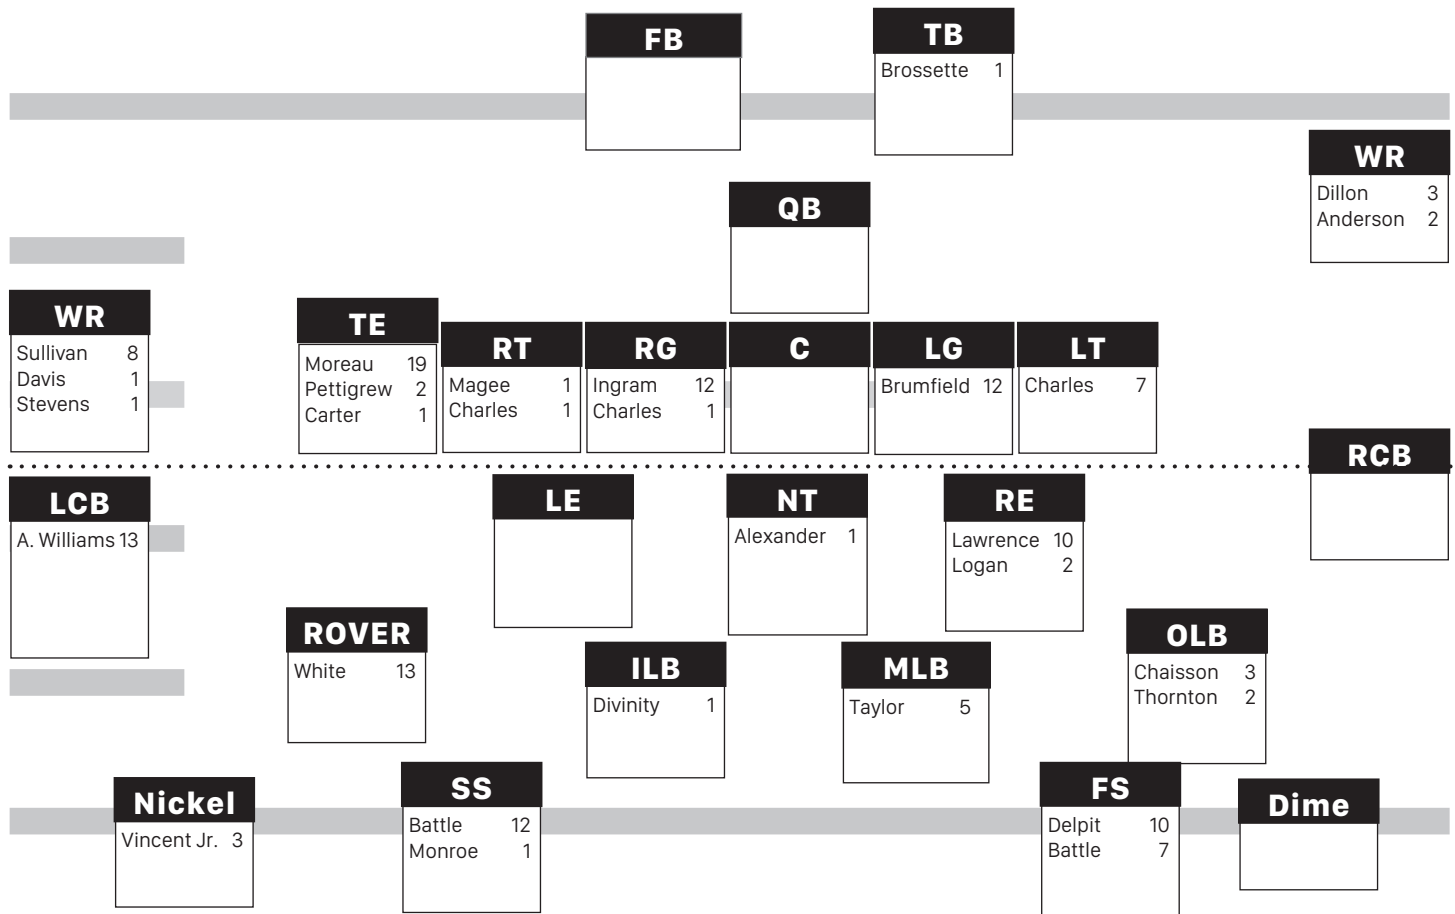 FB
TB
Brossette 1
WR
Dillon 3
Anderson 2
QB
WR
Sullivan 8
Davis 1
Stevens 1
TE
Moreau 19
Pettigrew 2
Carter 1
RT
Magee 1
Charles 1
RG
Ingram 12
Charles 1
C
LG
Brumfield 12
LT
Charles 7
RCB
LCB
A. Williams 13
LE
NT
Alexander 1
RE
Lawrence 10
Logan 2
ROVER
White 13
ILB
Divinity 1
MLB
Taylor 5
OLB
Chaisson 3
Thornton 2
Nickel
Vincent Jr. 3
SS
Battle 12
Monroe 1
FS
Delpit 10
Battle 7
Dime